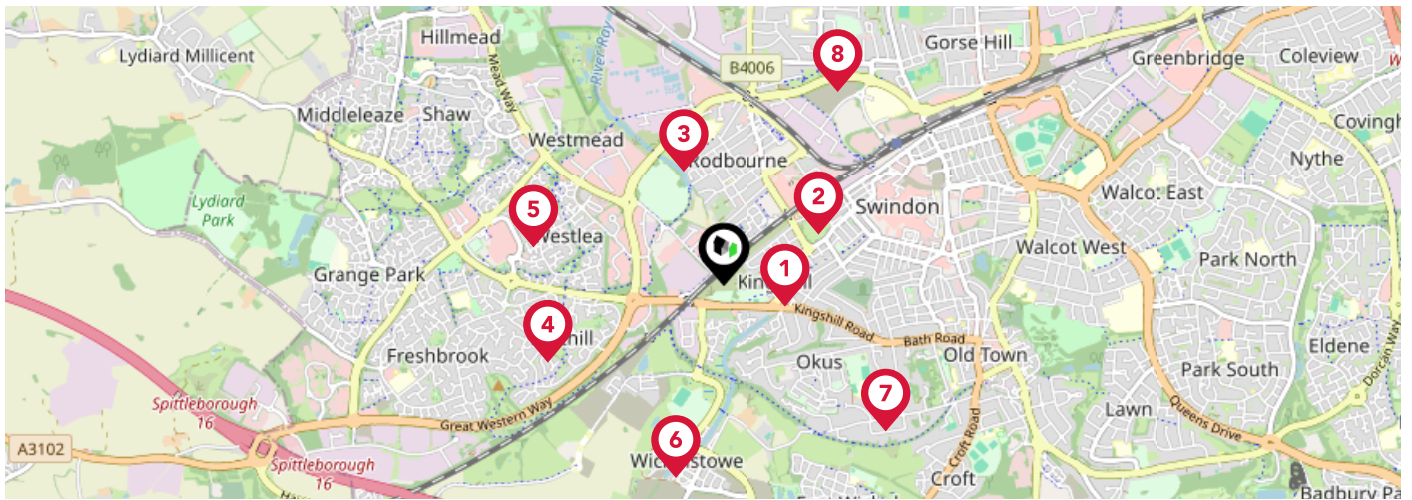 Hillmead
Gorse Hill
Lydiard Millicent
Mead Way
River Ray
B4006
8
Greenbridge
Coleview
Middleleaze
Shaw
Westmead
3
Rodbourne
Nythe
Lydiard
Park
5
Westlea
2
Swindon
Walcot West
Park North
Grange Park
1
Kingshill Road
4
Freshbrook
Bath Road
Okus
Old Town
Eldene
Park South
Dorcan Way
7
Spittleborough
16
Great Western Way
Lawn
Queens Drive
A3102
6
Spittleborough
16
Croft Road
Croft